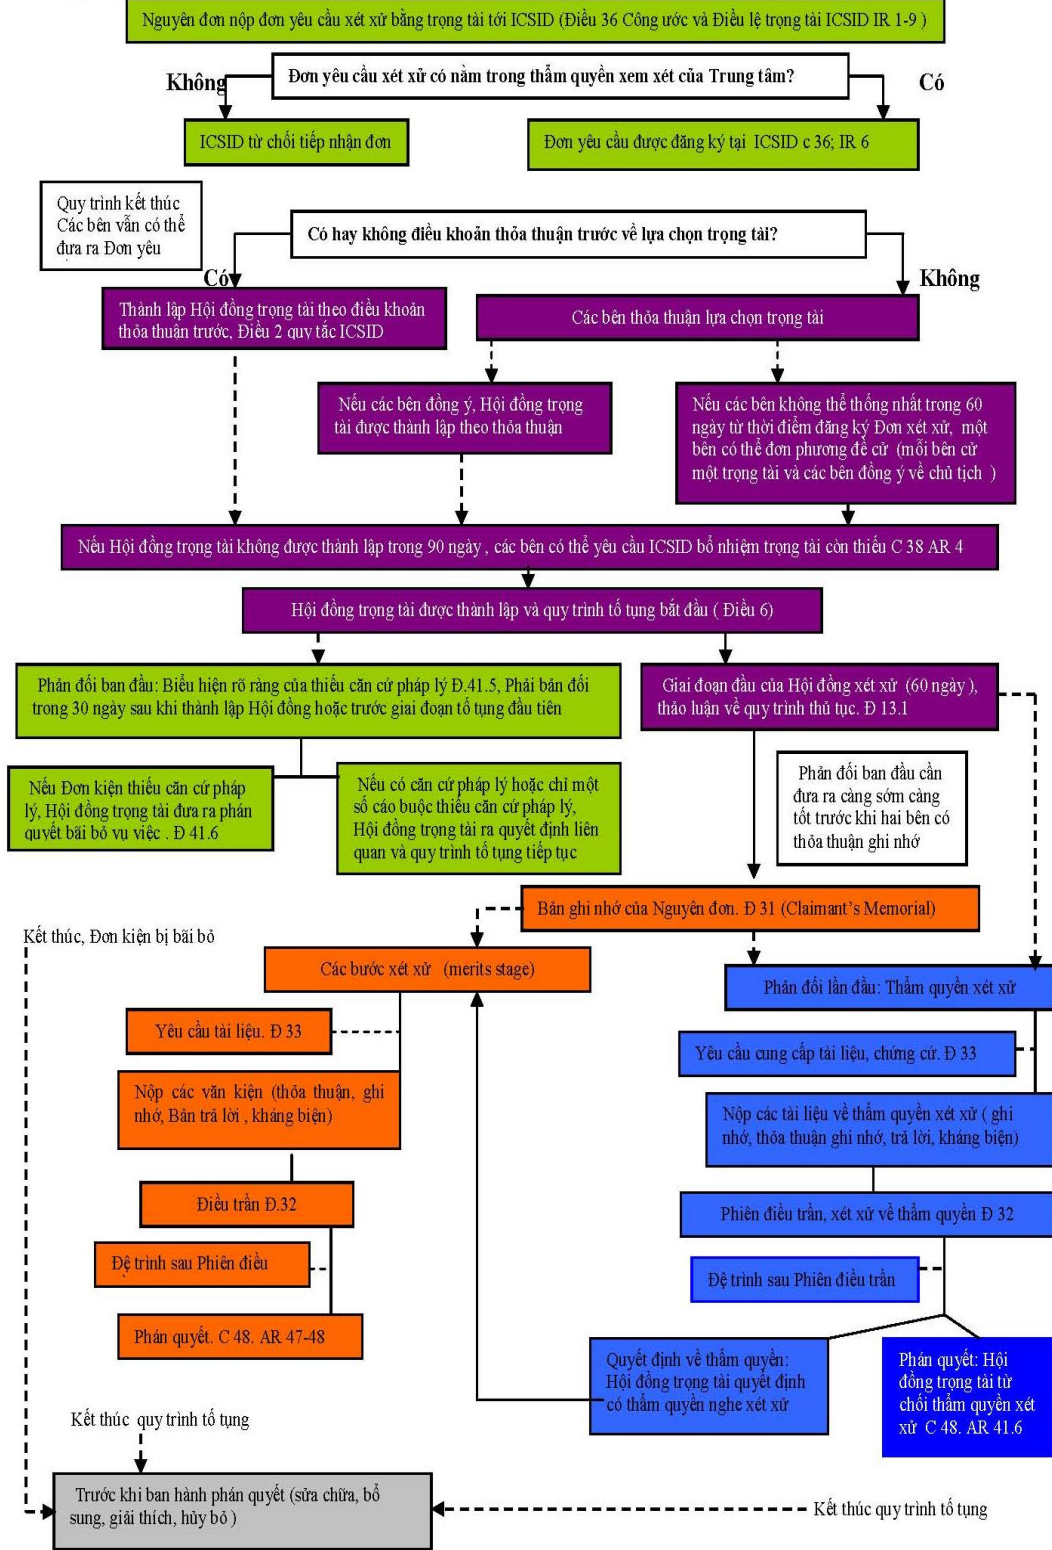 Nguyên đơn nộp đơn yêu cầu xét xử bằng trọng tài tới ICSID (Điều 36 Công ước và Điều lệ trọng tài ICSID IR 1-9 )
Đơn yêu cầu xét xử có nằm trong thẩm quyền xem xét của Trung tâm?
Không
Có
ICSID từ chối tiếp nhận đơn
Đơn yêu cầu được đăng ký tại ICSID c 36; IR 6
Quy trình kết thúc
Các bên vẫn có thể
đưa ra Đơn yêu
Có hay không điều khoản thỏa thuận trước về lựa chọn trọng tài?
Có
Không
Thành lập Hội đồng trọng tài theo điều khoản
thỏa thuận trước, Điều 2 quy tắc ICSID
Các bên thỏa thuận lựa chọn trọng tài
Nếu các bên đồng ý, Hội đồng trọng
tài được thành lập theo thỏa thuận
Nếu các bên không thể thống nhất trong 60
ngày từ thời điểm đăng ký Đơn xét xử, một
bên có thể đơn phương đề cử (mỗi bên cử
một trọng tài và các bên đồng ý về chủ tịch )
Nếu Hội đồng trọng tài không được thành lập trong 90 ngày , các bên có thể yêu cầu ICSID bổ nhiệm trọng tài còn thiếu C 38 AR 4
Hội đồng trọng tài được thành lập và quy trình tố tụng bắt đầu ( Điều 6)
Phản đối ban đầu: Biểu hiện rõ ràng của thiếu căn cứ pháp lý Đ.41.5, Phải bản đối
trong 30 ngày sau khi thành lập Hội đồng hoặc trước giai đoạn tố tụng đầu tiên
Giai đoạn đầu của Hội đồng xét xử (60 ngày ),
thảo luận về quy trình thủ tục. Đ 13.1
Nếu Đơn kiện thiếu căn cứ pháp
lý, Hội đồng trọng tài đưa ra phán
quyết bãi bỏ vụ việc . Đ 41.6
Nếu có căn cứ pháp lý hoặc chỉ một
số cáo buộc thiếu căn cứ pháp lý,
Hội đồng trọng tài ra quyết định liên
quan và quy trình tố tụng tiếp tục
Phản đối ban đầu cần
đưa ra càng sớm càng
tốt trước khi hai bên có
thỏa thuận ghi nhớ
Bản ghi nhớ của Nguyên đơn. Đ 31 (Claimant's Memorial)
Kết thúc, Đơn kiện bị bãi bỏ
Các bước xét xử (merits stage)
Phản đối lần đầu: Thẩm quyền xét xử
Yêu cầu tài liệu. Đ 33
Yêu cầu cung cấp tài liệu, chứng cứ. Đ 33
Nộp các văn kiện (thỏa thuận, ghi
nhớ, Bản trả lời , kháng biện)
Nộp các tài liệu về thẩm quyền xét xử ( ghi
nhớ, thỏa thuận ghi nhớ, trả lời, kháng biện)
Điều trần Đ.32
Phiên điều trần, xét xử về thẩm quyền Đ 32
Đệ trình sau Phiên điều
Đệ trình sau Phiên điều trần
Phán quyết. C 48. AR 47-48
Quyết định về thẩm quyền:
Hội đồng trọng tài quyết định
có thẩm quyền nghe xét xử
Phán quyết: Hội
đồng trọng tài từ
chối thẩm quyền xét
xử C 48. AR 41.6
Kết thúc quy trình tố tụng
Trước khi ban hành phán quyết (sửa chữa, bổ
sung, giải thích, hủy bỏ )
Kết thúc quy trình tố tụng